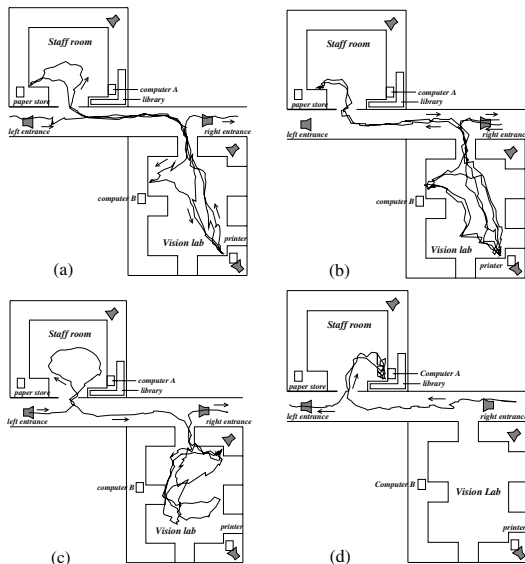 Staff room
computer A
paper store
library
left entrance
right entrance
computer B
Vision lab
printer
(a)
Staff room
computer A
paper store
library
left entrance
right entrance
computer B
Vision lab
printer
(b)
Staff room
computer A
paper store
library
left entrance
right entrance
computer B
printer
Vision lab
(c)
Staff room
Computer A
paper store
library
left entrance
right entrance
Computer B
Vision Lab
printer
(d)